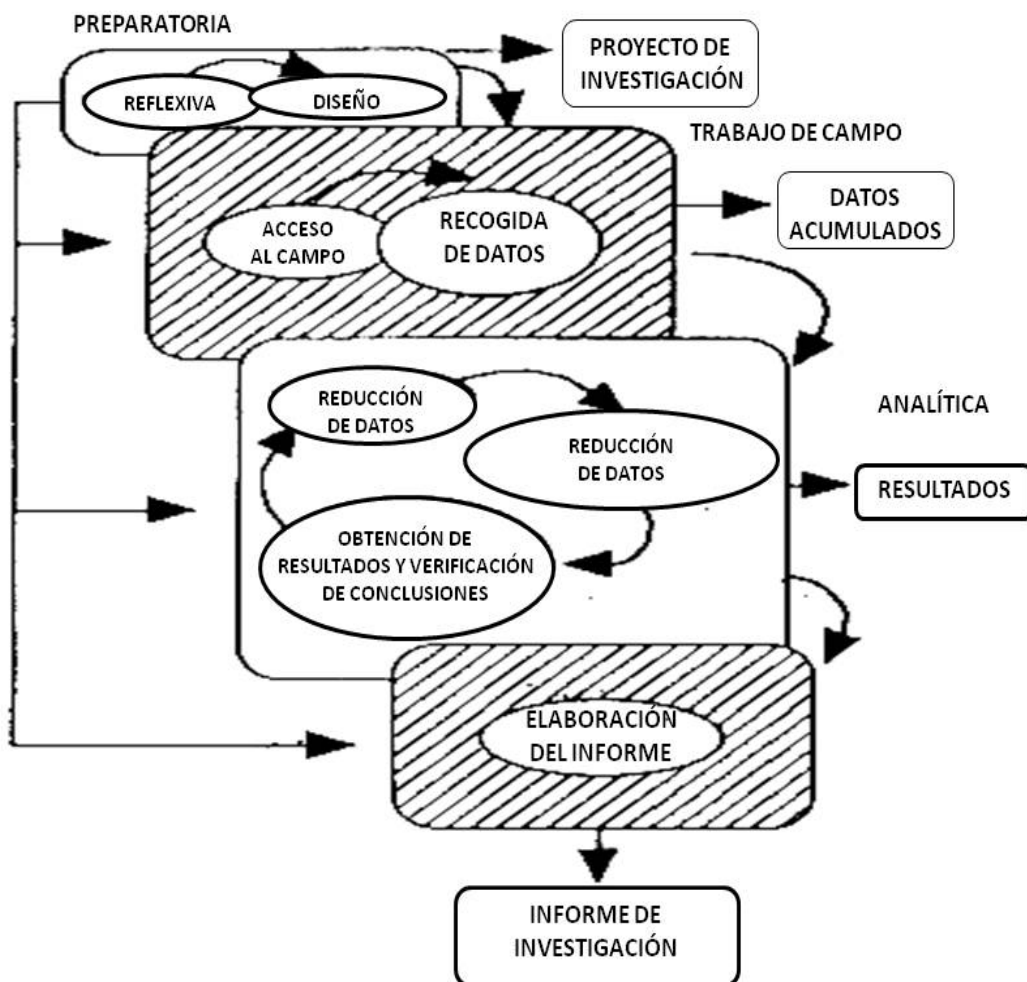 PREPARATORIA
PROYECTO DE
INVESTIGACIÓN
REFLEXIVA
DISEÑO
TRABAJO DE CAMPO
ACCESO
AL CAMPO
RECOGIDA
DE DATOS
DATOS
ACUMULADOS
REDUCCIÓN
DE DATOS
REDUCCIÓN
DE DATOS
ANALÍTICA
RESULTADOS
OBTENCIÓN DE
RESULTADOS Y VERIFICACIÓN
DE CONCLUSIONES
ELABORACIÓN
DEL INFORME
INFORME DE
INVESTIGACIÓN